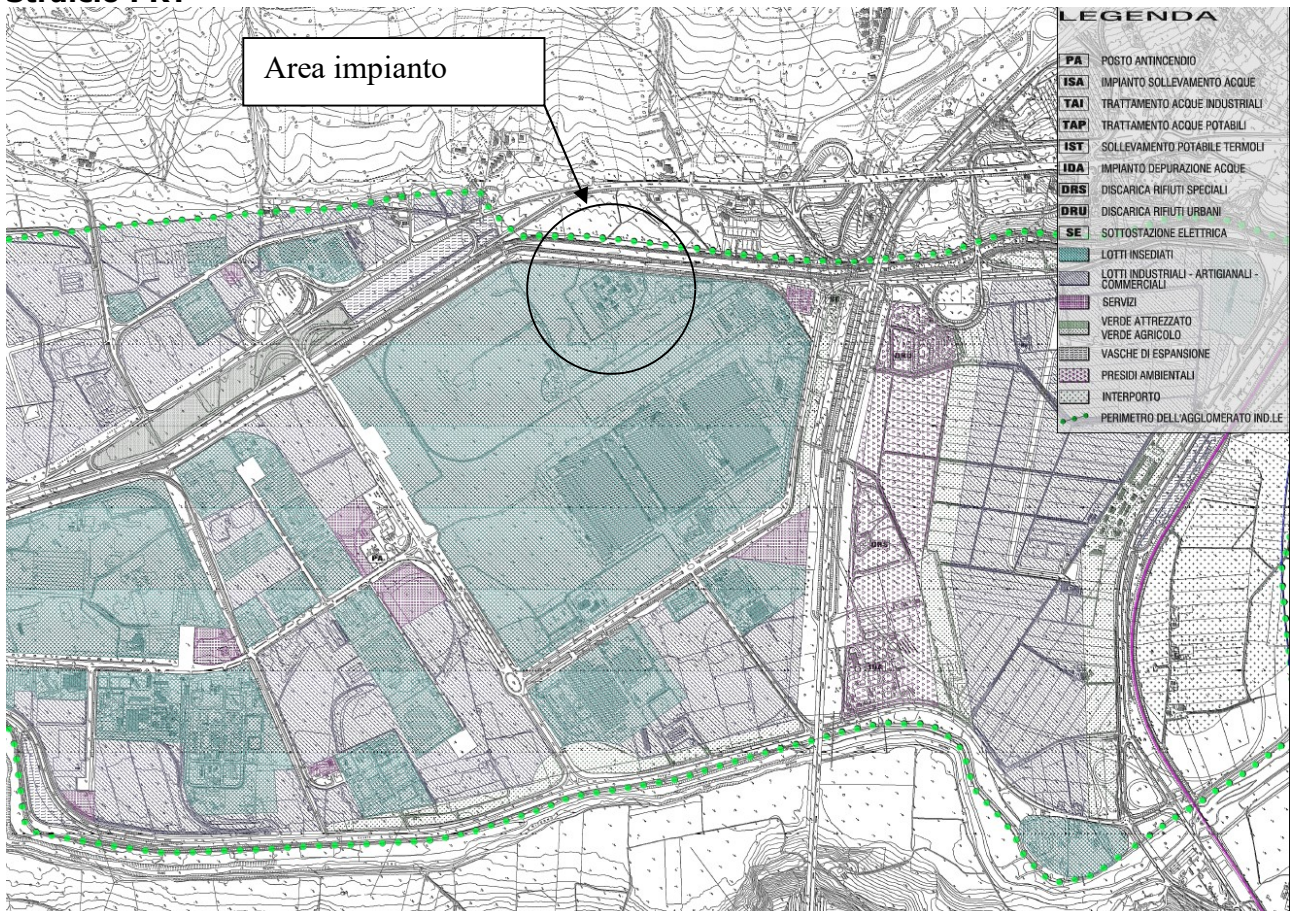 Stralcio PRT
Area impianto
LEGENDA
PA POSTO ANTINCENDIO
ISA IMPIANTO SOLLEVAMENTO ACQUE
TAI TRATTAMENTO ACQUE INDUSTRIALI
TAP TRATTAMENTO ACQUE POTABILI
IST SOLLEVAMENTO POTABILE TERMOLI
IDA IMPIANTO DEPURAZIONE ACQUE
DRS DISCARICA RIFIUTI SPECIALI
DRU DISCARICA RIFIUTI URBANI
SE SOTTOSTAZIONE ELETTRICA
LOTTI INSEDIATI
LOTTI INDUSTRIALI - ARTIGIANALI -
COMMERCIALI
SERVIZI
VERDE ATTREZZATO
VERDE AGRICOLO
VASCHE DI ESPANSIONE
PRESIDI AMBIENTALI
INTERPORTO
PERIMETRO DELL'AGGLOMERATO IND.LE
SE
DRU
DRS
PA